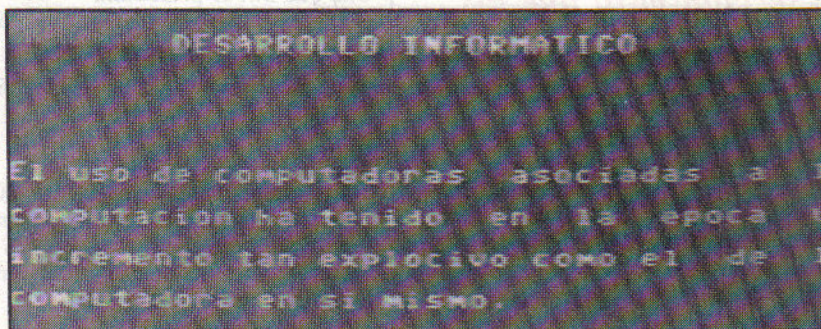 DESARROLLO INFORMATICO
El uso de computadoras asociadas a l
computacion ha tenido en la epoca
incremento tan explocivo como el de l
computadora en si mismo.